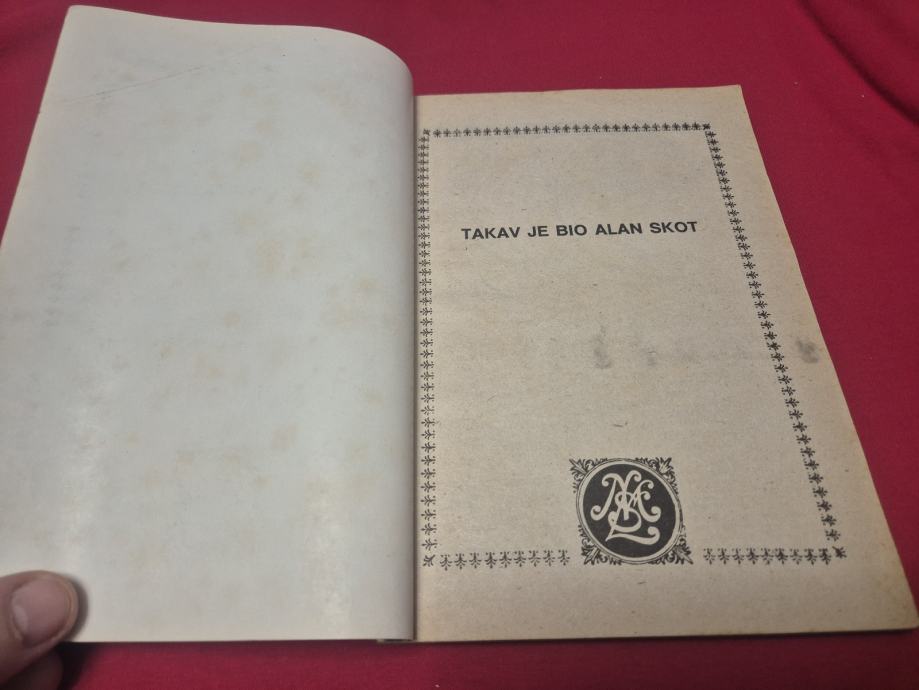 TAKAV JE BIO ALAN SKOT